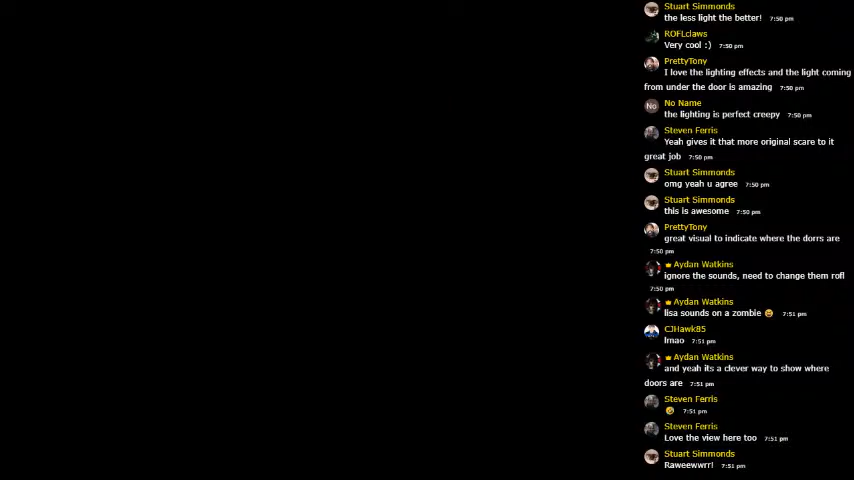 Stuart Simmonds
the less light the better! 7:50 pm
ROFLclaws
Very cool :) 7:50 pm
PrettyTony
I love the lighting effects and the light coming
from under the door is amazing 7:50 pm
No Name
No
the lighting is perfect creepy 7:50 pm
Steven Ferris
Yeah gives it that more original scare to it
great job 7:50 pm
Stuart Simmonds
omg yeah u agree 7:50 pm
Stuart Simmonds
this is awesome 7:50 pm
PrettyTony
great visual to indicate where the dorrs are
7:50 pm
Aydan Watkins
ignore the sounds, need to change them rofl
7:50 pm
Aydan Watkins
lisa sounds on a zombie 7:51 pm
CJHawk85
lmao 7:51 pm
Aydan Watkins
and yeah its a clever way to show where
doors are 7:51 pm
Steven Ferris
7:51 pm
Steven Ferris
Love the view here too 7:51 pm
Stuart Simmonds
Raweewwrr! 7:51 pm